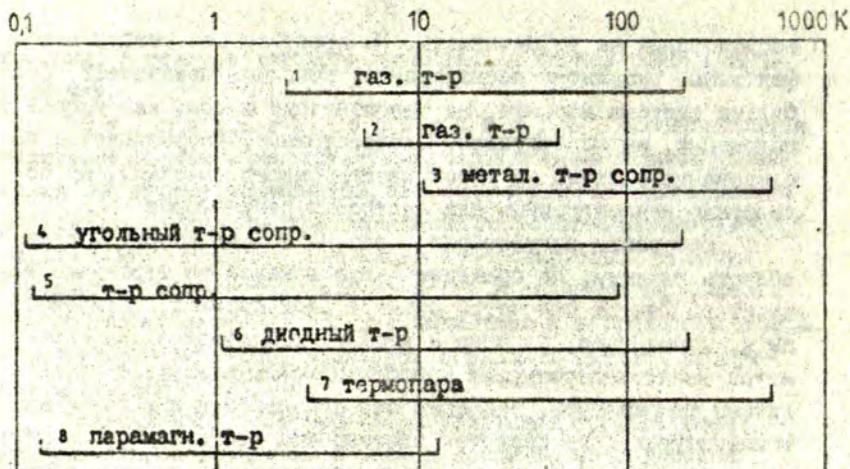 0,1 1 10 100 1000 K
1 газ. т-р
2 газ. т-р
3 метал. т-р сопр.
4 угольный т-р сопр.
5 т-р сопр.
6 диодный т-р
7 термопара
8 парамагн. т-р